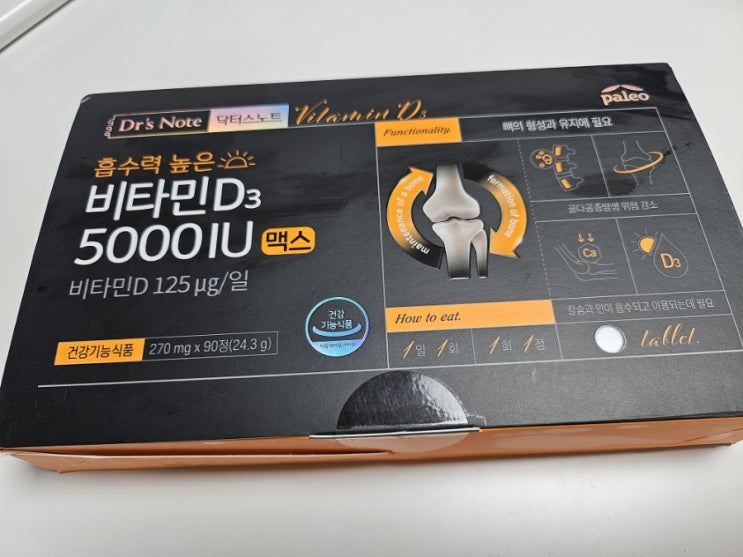 Dr's Note 닥터스노트 Vitamin D3
paleo
흡수력 높은
비타민D3
5000IU 맥스
비타민D 125 μg/일
건강기능식품 270 mg x 90정(24.3 g)
건강
기능식품
Functionality.
뼈의 형성과 유지에 필요
maintenance of a bone
formation of bone
골다공증발생 위험 감소
Ca
D3
칼슘과 인이 흡수되고 이용되는데 필요
How to eat.
1일 1회 1회 1정
tablet.